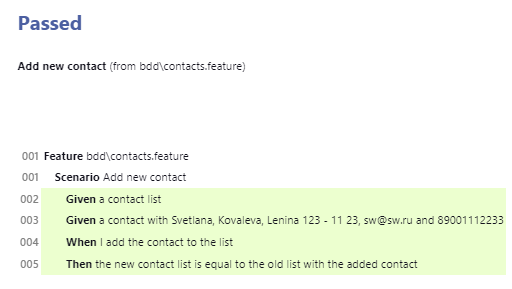 Passed
Add new contact (from bdd\contacts.feature)
001 Feature bdd\contacts.feature
001 Scenario Add new contact
002 Given a contact list
003 Given a contact with Svetlana, Kovaleva, Lenina 123 - 11 23, sw@sw.ru and 89001112233
004 When I add the contact to the list
005 Then the new contact list is equal to the old list with the added contact